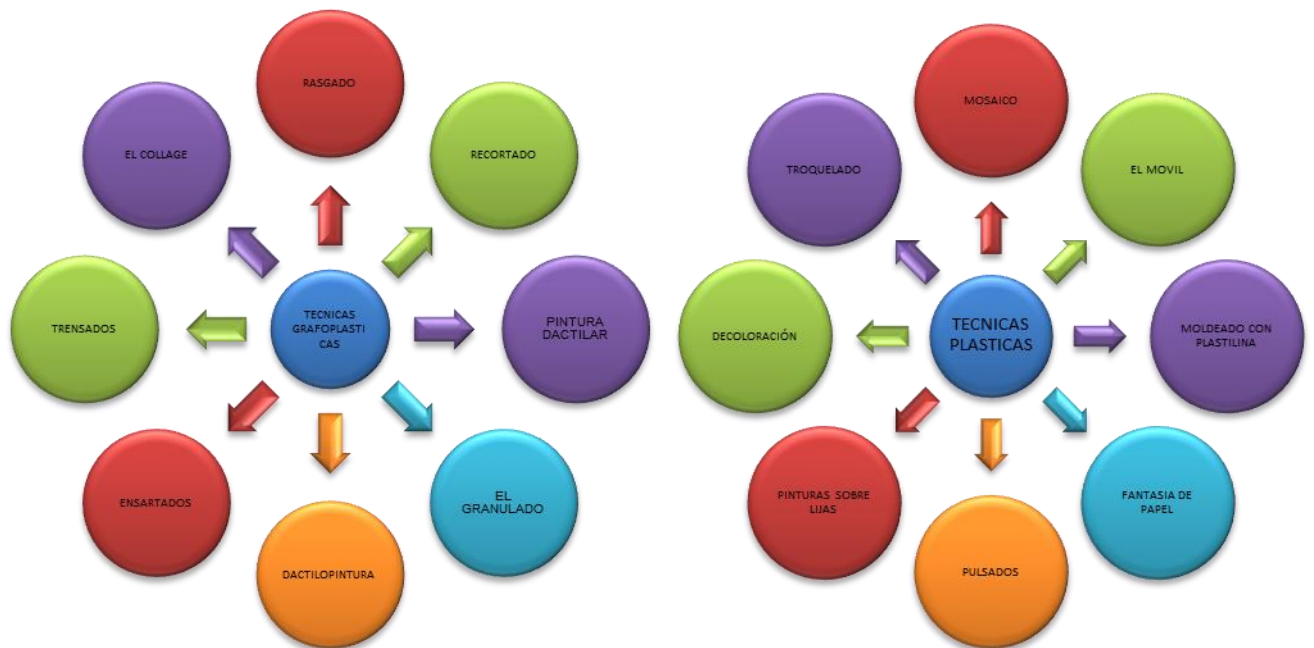 RASGADO
RECORTADO
PINTURA
DACTILAR
EL
GRANULADO
DACTILOPINTURA
ENSARTADOS
TRENSADOS
EL COLLAGE
TECNICAS
GRAFOPLASTI
CAS
MOSAICO
EL MOVIL
MOLDEADO CON
PLASTILINA
FANTASIA DE
PAPEL
PULSADOS
PINTURAS SOBRE
LIJAS
DECOLORACIÓN
TROQUELADO
TECNICAS
PLASTICAS